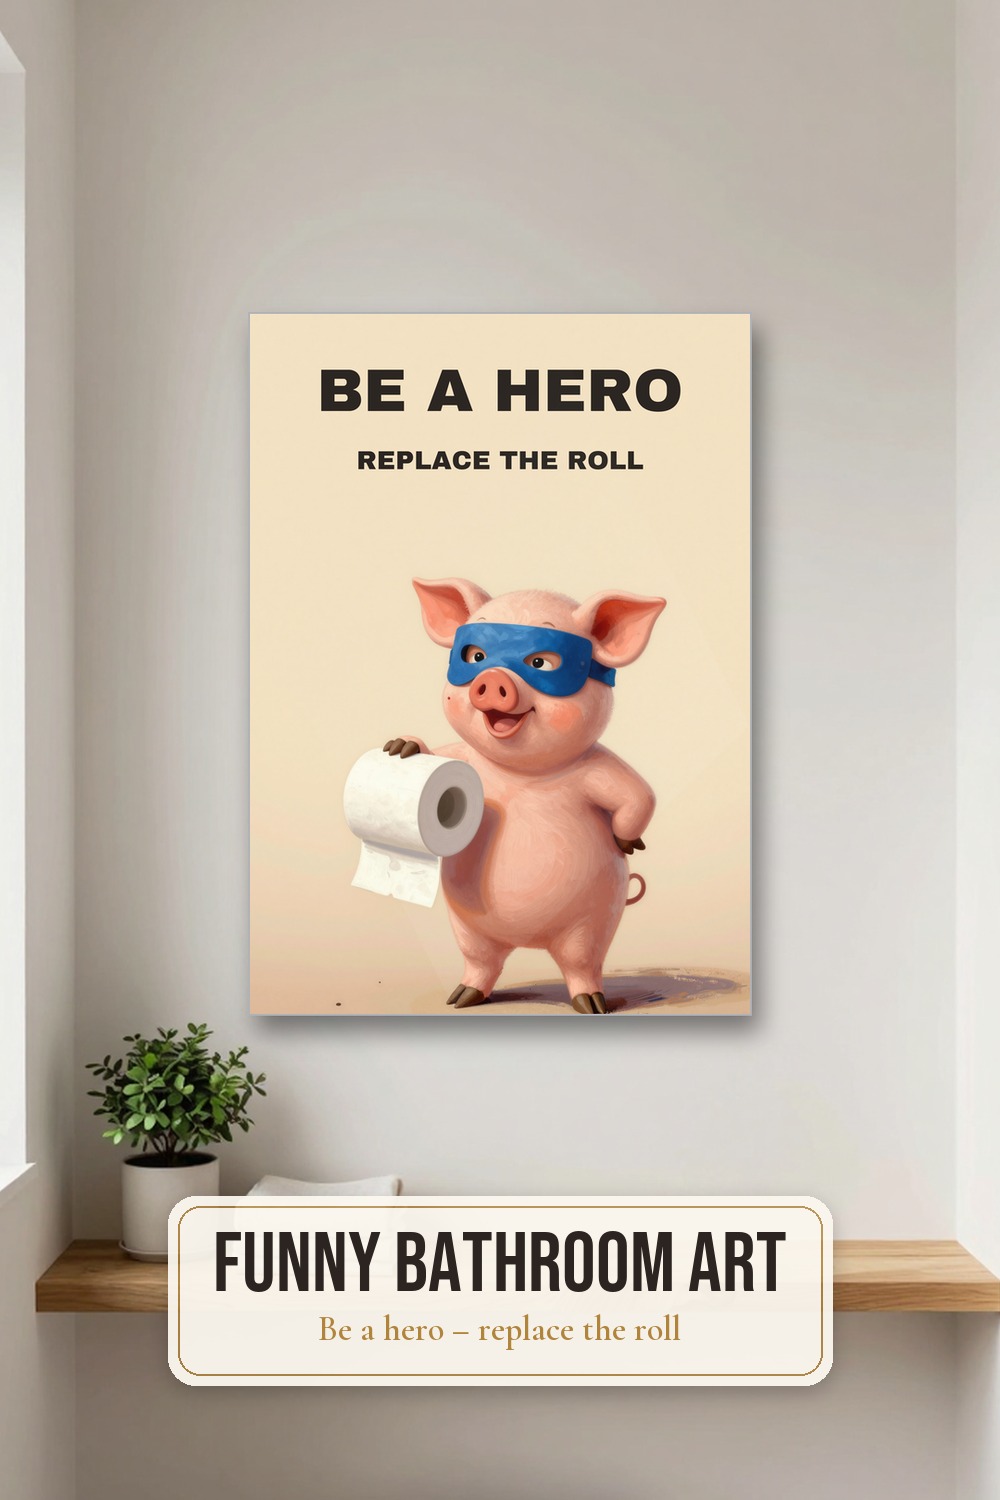 BE A HERO
REPLACE THE ROLL
FUNNY BATHROOM ART
Be a hero – replace the roll